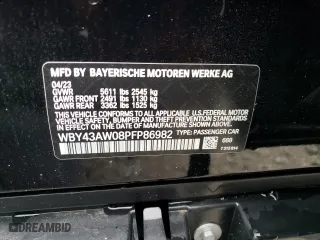 MFD BY BAYERISCHE MOTOREN WERKE AG
04/23
GVWR 5611 lbs 2545 kg
GAWR FRONT 2491 lbs 1130 kg
GAWR REAR 3362 lbs 1525 kg
THIS VEHICLE CONFORMS TO ALL APPLICABLE
U.S.FEDERAL MOTOR VEHICLE SAFETY, BUMPER,
AND THEFT PREVENTION STANDARDS IN EFFECT
ON THE DATE OF MANUFACTURE SHOWN ABOVE.
WBY43AW08PFP86982 TYPE: PASSENGER CAR
DREAMBID.COM